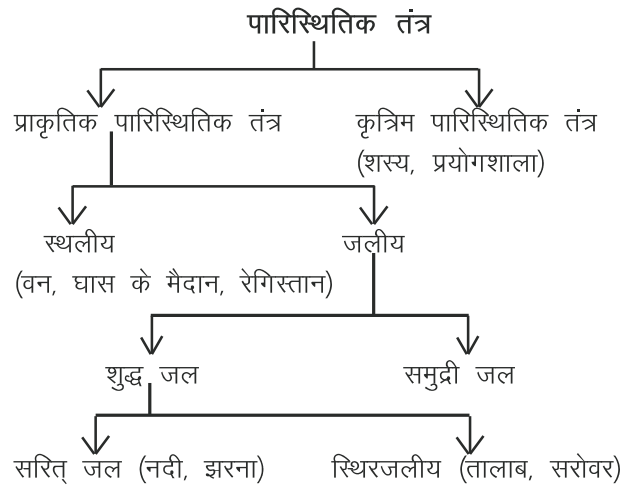 पारिस्थितिक तंत्र
प्राकृतिक पारिस्थितिक तंत्र
कृत्रिम पारिस्थितिक तंत्र
(शस्य, प्रयोगशाला)
स्थलीय
(वन, घास के मैदान, रेगिस्तान)
जलीय
शुद्ध जल
समुद्री जल
सरित् जल (नदी, झरना)
स्थिरजलीय (तालाब, सरोवर)